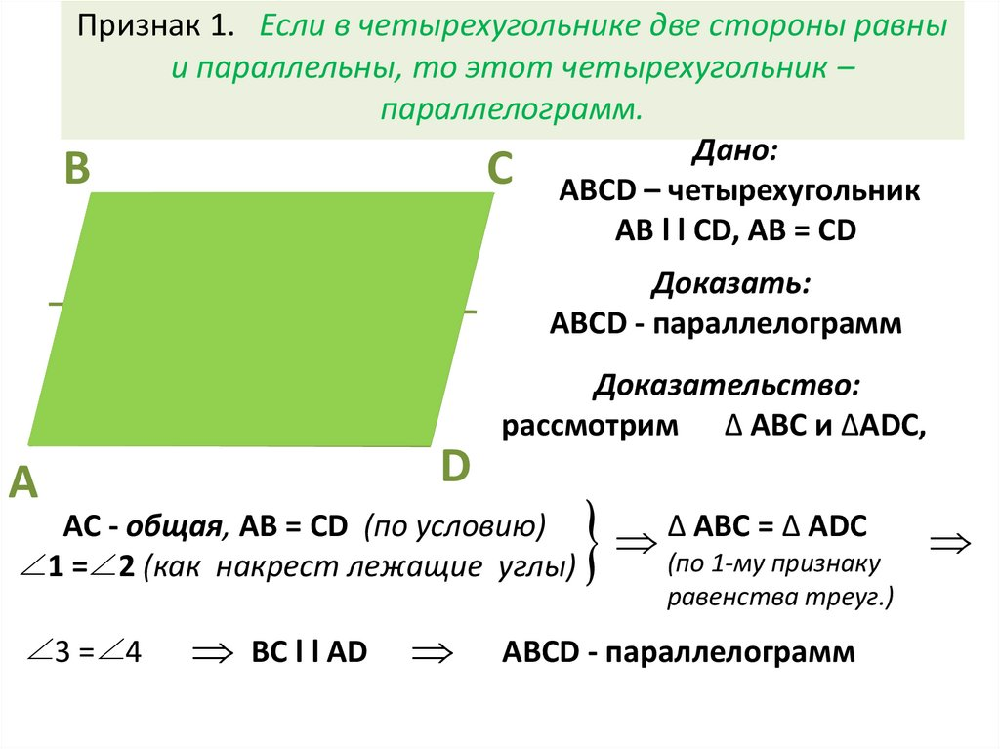 Признак 1. Если в четырехугольнике две стороны равны
и параллельны, то этот четырехугольник –
параллелограмм.
B
C
Дано:
ABCD – четырехугольник
AB l l CD, AB = CD
Доказать:
ABCD - параллелограмм
Доказательство:
рассмотрим Δ ABC и ΔADC,
A
D
AC - общая, AB = CD (по условию)
∠1 =∠2 (как накрест лежащие углы)
} ⇒ Δ ABC = Δ ADC ⇒
(по 1-му признаку
равенства треуг.)
∠3 =∠4 ⇒ BC l l AD ⇒ ABCD - параллелограмм